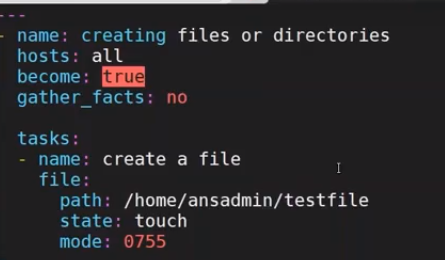 ---
- name: creating files or directories
  hosts: all
  become: true
  gather_facts: no

  tasks:
  - name: create a file
    file:
      path: /home/ansadmin/testfile
      state: touch
      mode: 0755